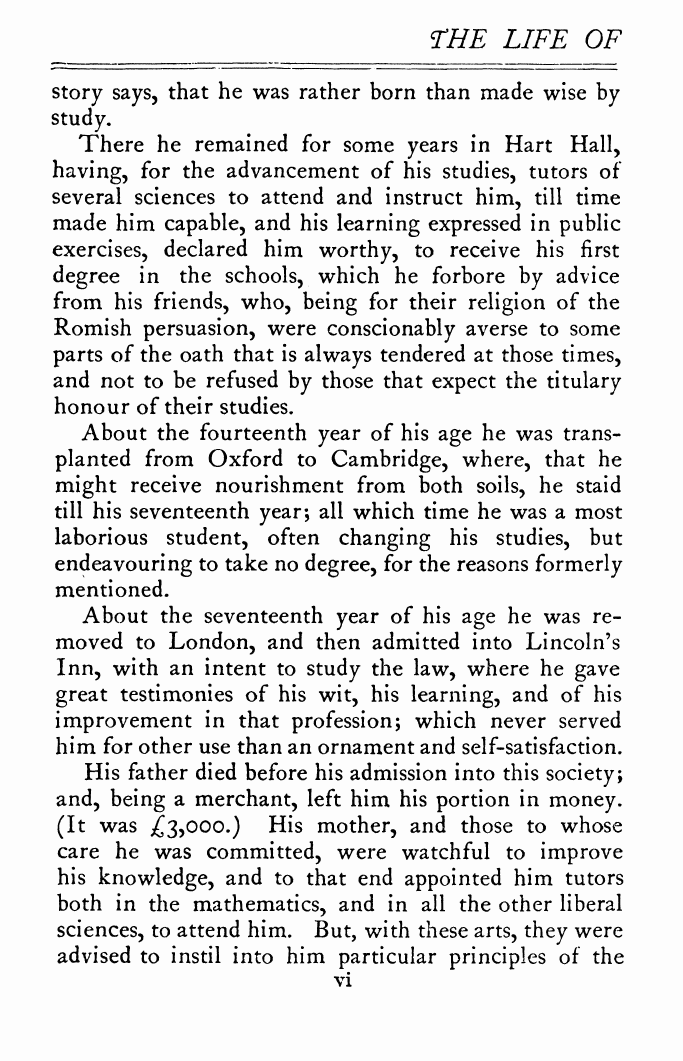 THE LIFE OF
story says, that he was rather born than made wise by
study.
There he remained for some years in Hart Hall,
having, for the advancement of his studies, tutors of
several sciences to attend and instruct him, till time
made him capable, and his learning expressed in public
exercises, declared him worthy, to receive his first
degree in the schools, which he forbore by advice
from his friends, who, being for their religion of the
Romish persuasion, were conscionably averse to some
parts of the oath that is always tendered at those times,
and not to be refused by those that expect the titulary
honour of their studies.
About the fourteenth year of his age he was trans-
planted from Oxford to Cambridge, where, that he
might receive nourishment from both soils, he staid
till his seventeenth year; all which time he was a most
laborious student, often changing his studies, but
endeavouring to take no degree, for the reasons formerly
mentioned.
About the seventeenth year of his age he was re-
moved to London, and then admitted into Lincoln's
Inn, with an intent to study the law, where he gave
great testimonies of his wit, his learning, and of his
improvement in that profession; which never served
him for other use than an ornament and self-satisfaction.
His father died before his admission into this society;
and, being a merchant, left him his portion in money.
(It was £3,000.) His mother, and those to whose
care he was committed, were watchful to improve
his knowledge, and to that end appointed him tutors
both in the mathematics, and in all the other liberal
sciences, to attend him. But, with these arts, they were
advised to instil into him particular principles of the
vi